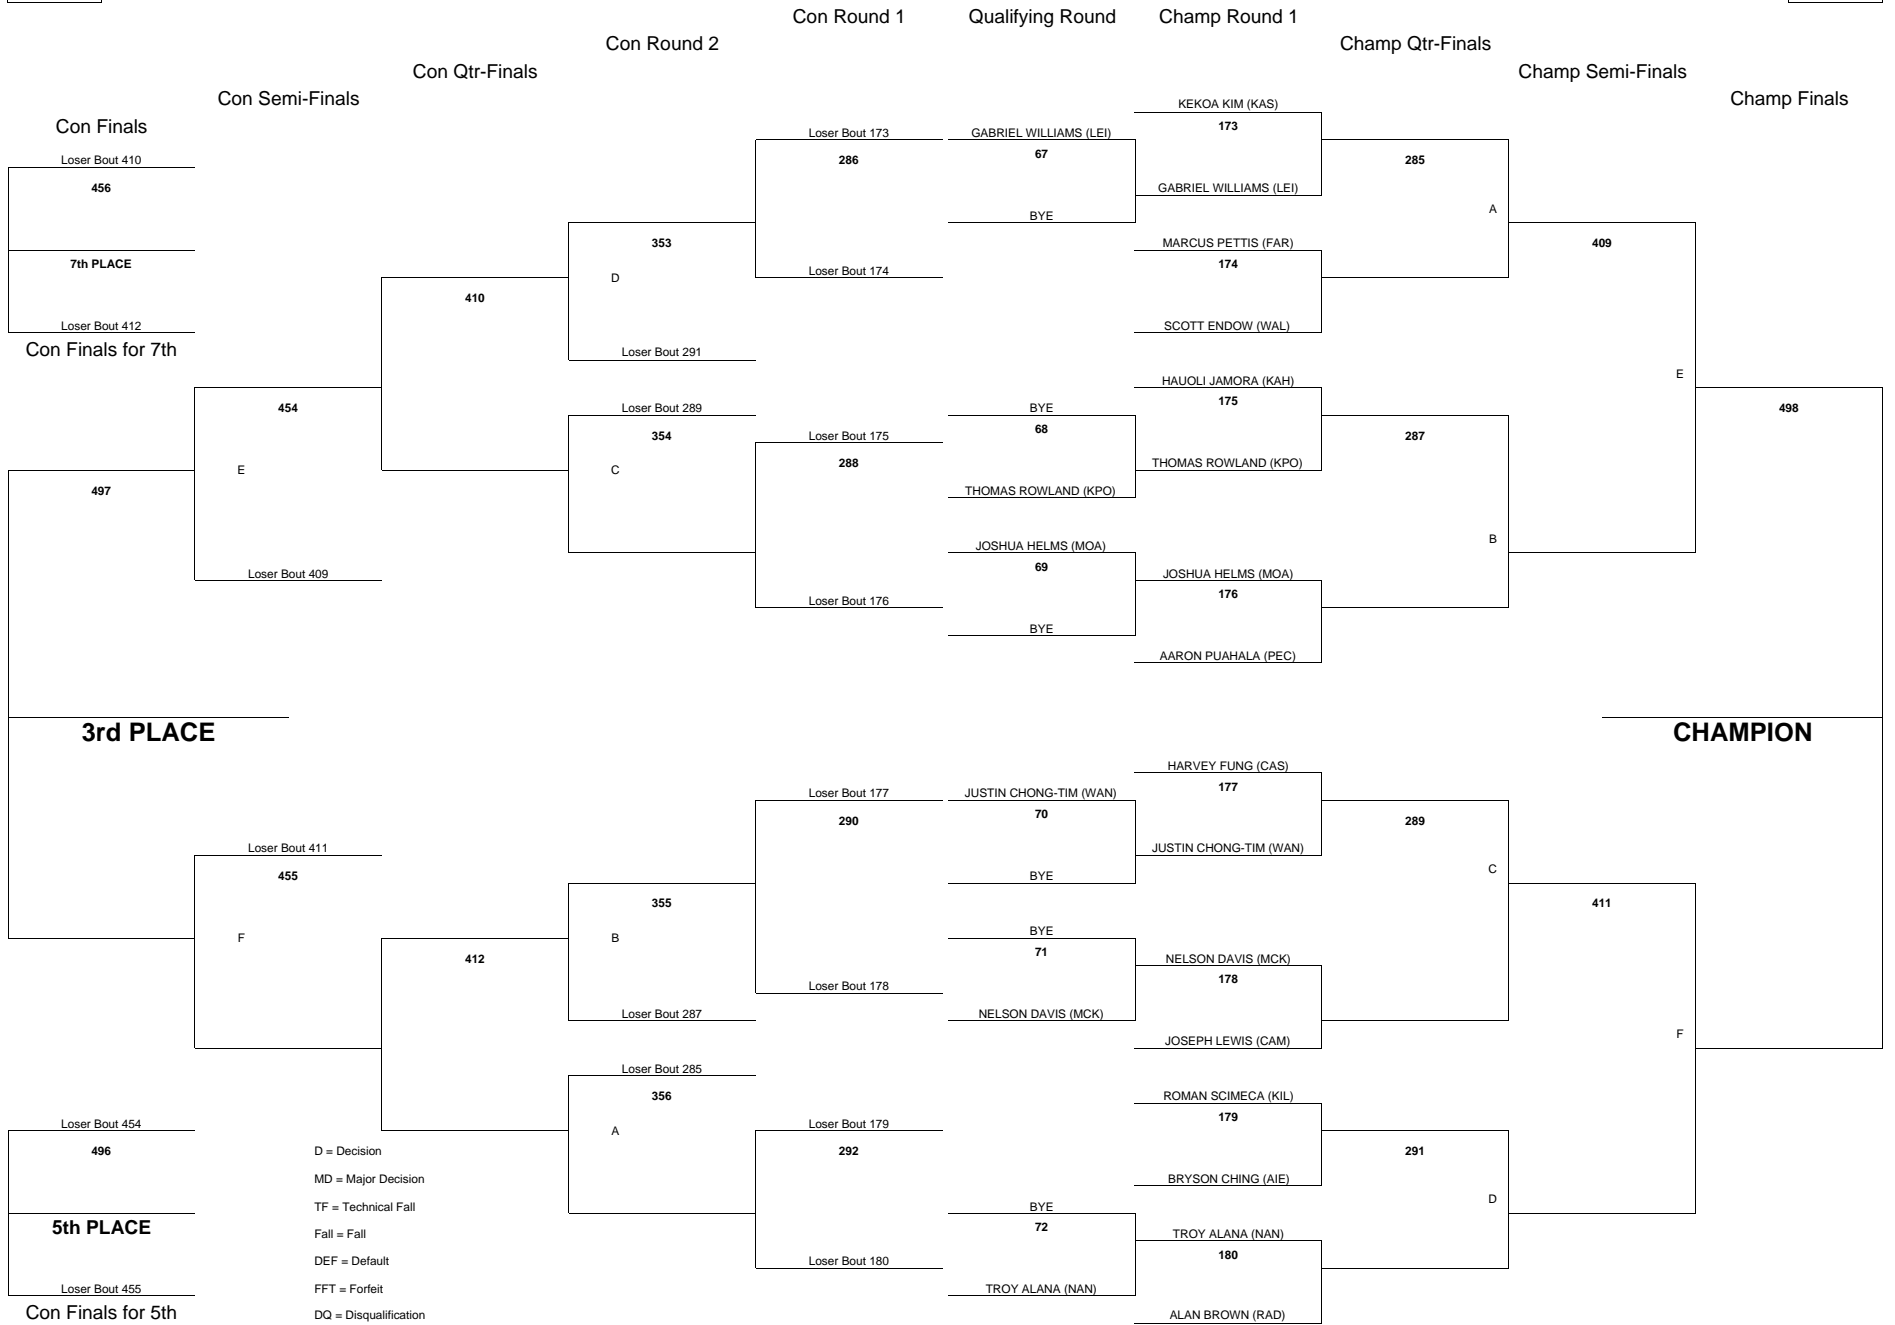 Con Round 1
Qualifying Round
Champ Round 1
Con Round 2
Champ Qtr-Finals
Con Qtr-Finals
Champ Semi-Finals
Con Semi-Finals
Champ Finals
Con Finals
KEKOA KIM (KAS)
173
Loser Bout 173
GABRIEL WILLIAMS (LEI)
286
67
285
Loser Bout 410
456
GABRIEL WILLIAMS (LEI)
A
BYE
353
MARCUS PETTIS (FAR)
409
7th PLACE
174
D
Loser Bout 174
410
Loser Bout 412
SCOTT ENDOW (WAL)
Con Finals for 7th
Loser Bout 291
E
HAUOLI JAMORA (KAH)
175
454
Loser Bout 289
BYE
498
354
Loser Bout 175
68
287
E
C
288
THOMAS ROWLAND (KPO)
497
THOMAS ROWLAND (KPO)
B
JOSHUA HELMS (MOA)
69
Loser Bout 409
JOSHUA HELMS (MOA)
176
Loser Bout 176
BYE
AARON PUAHALA (PEC)
3rd PLACE
CHAMPION
HARVEY FUNG (CAS)
177
Loser Bout 177
JUSTIN CHONG-TIM (WAN)
290
70
289
Loser Bout 411
JUSTIN CHONG-TIM (WAN)
455
BYE
C
355
411
F
B
BYE
412
71
NELSON DAVIS (MCK)
178
Loser Bout 178
Loser Bout 287
NELSON DAVIS (MCK)
F
JOSEPH LEWIS (CAM)
Loser Bout 285
356
ROMAN SCIMECA (KIL)
179
Loser Bout 454
A
Loser Bout 179
496
D = Decision
292
291
MD = Major Decision
BRYSON CHING (AIE)
TF = Technical Fall
BYE
D
5th PLACE
Fall = Fall
72
TROY ALANA (NAN)
180
DEF = Default
Loser Bout 180
Loser Bout 455
FFT = Forfeit
TROY ALANA (NAN)
Con Finals for 5th
DQ = Disqualification
ALAN BROWN (RAD)